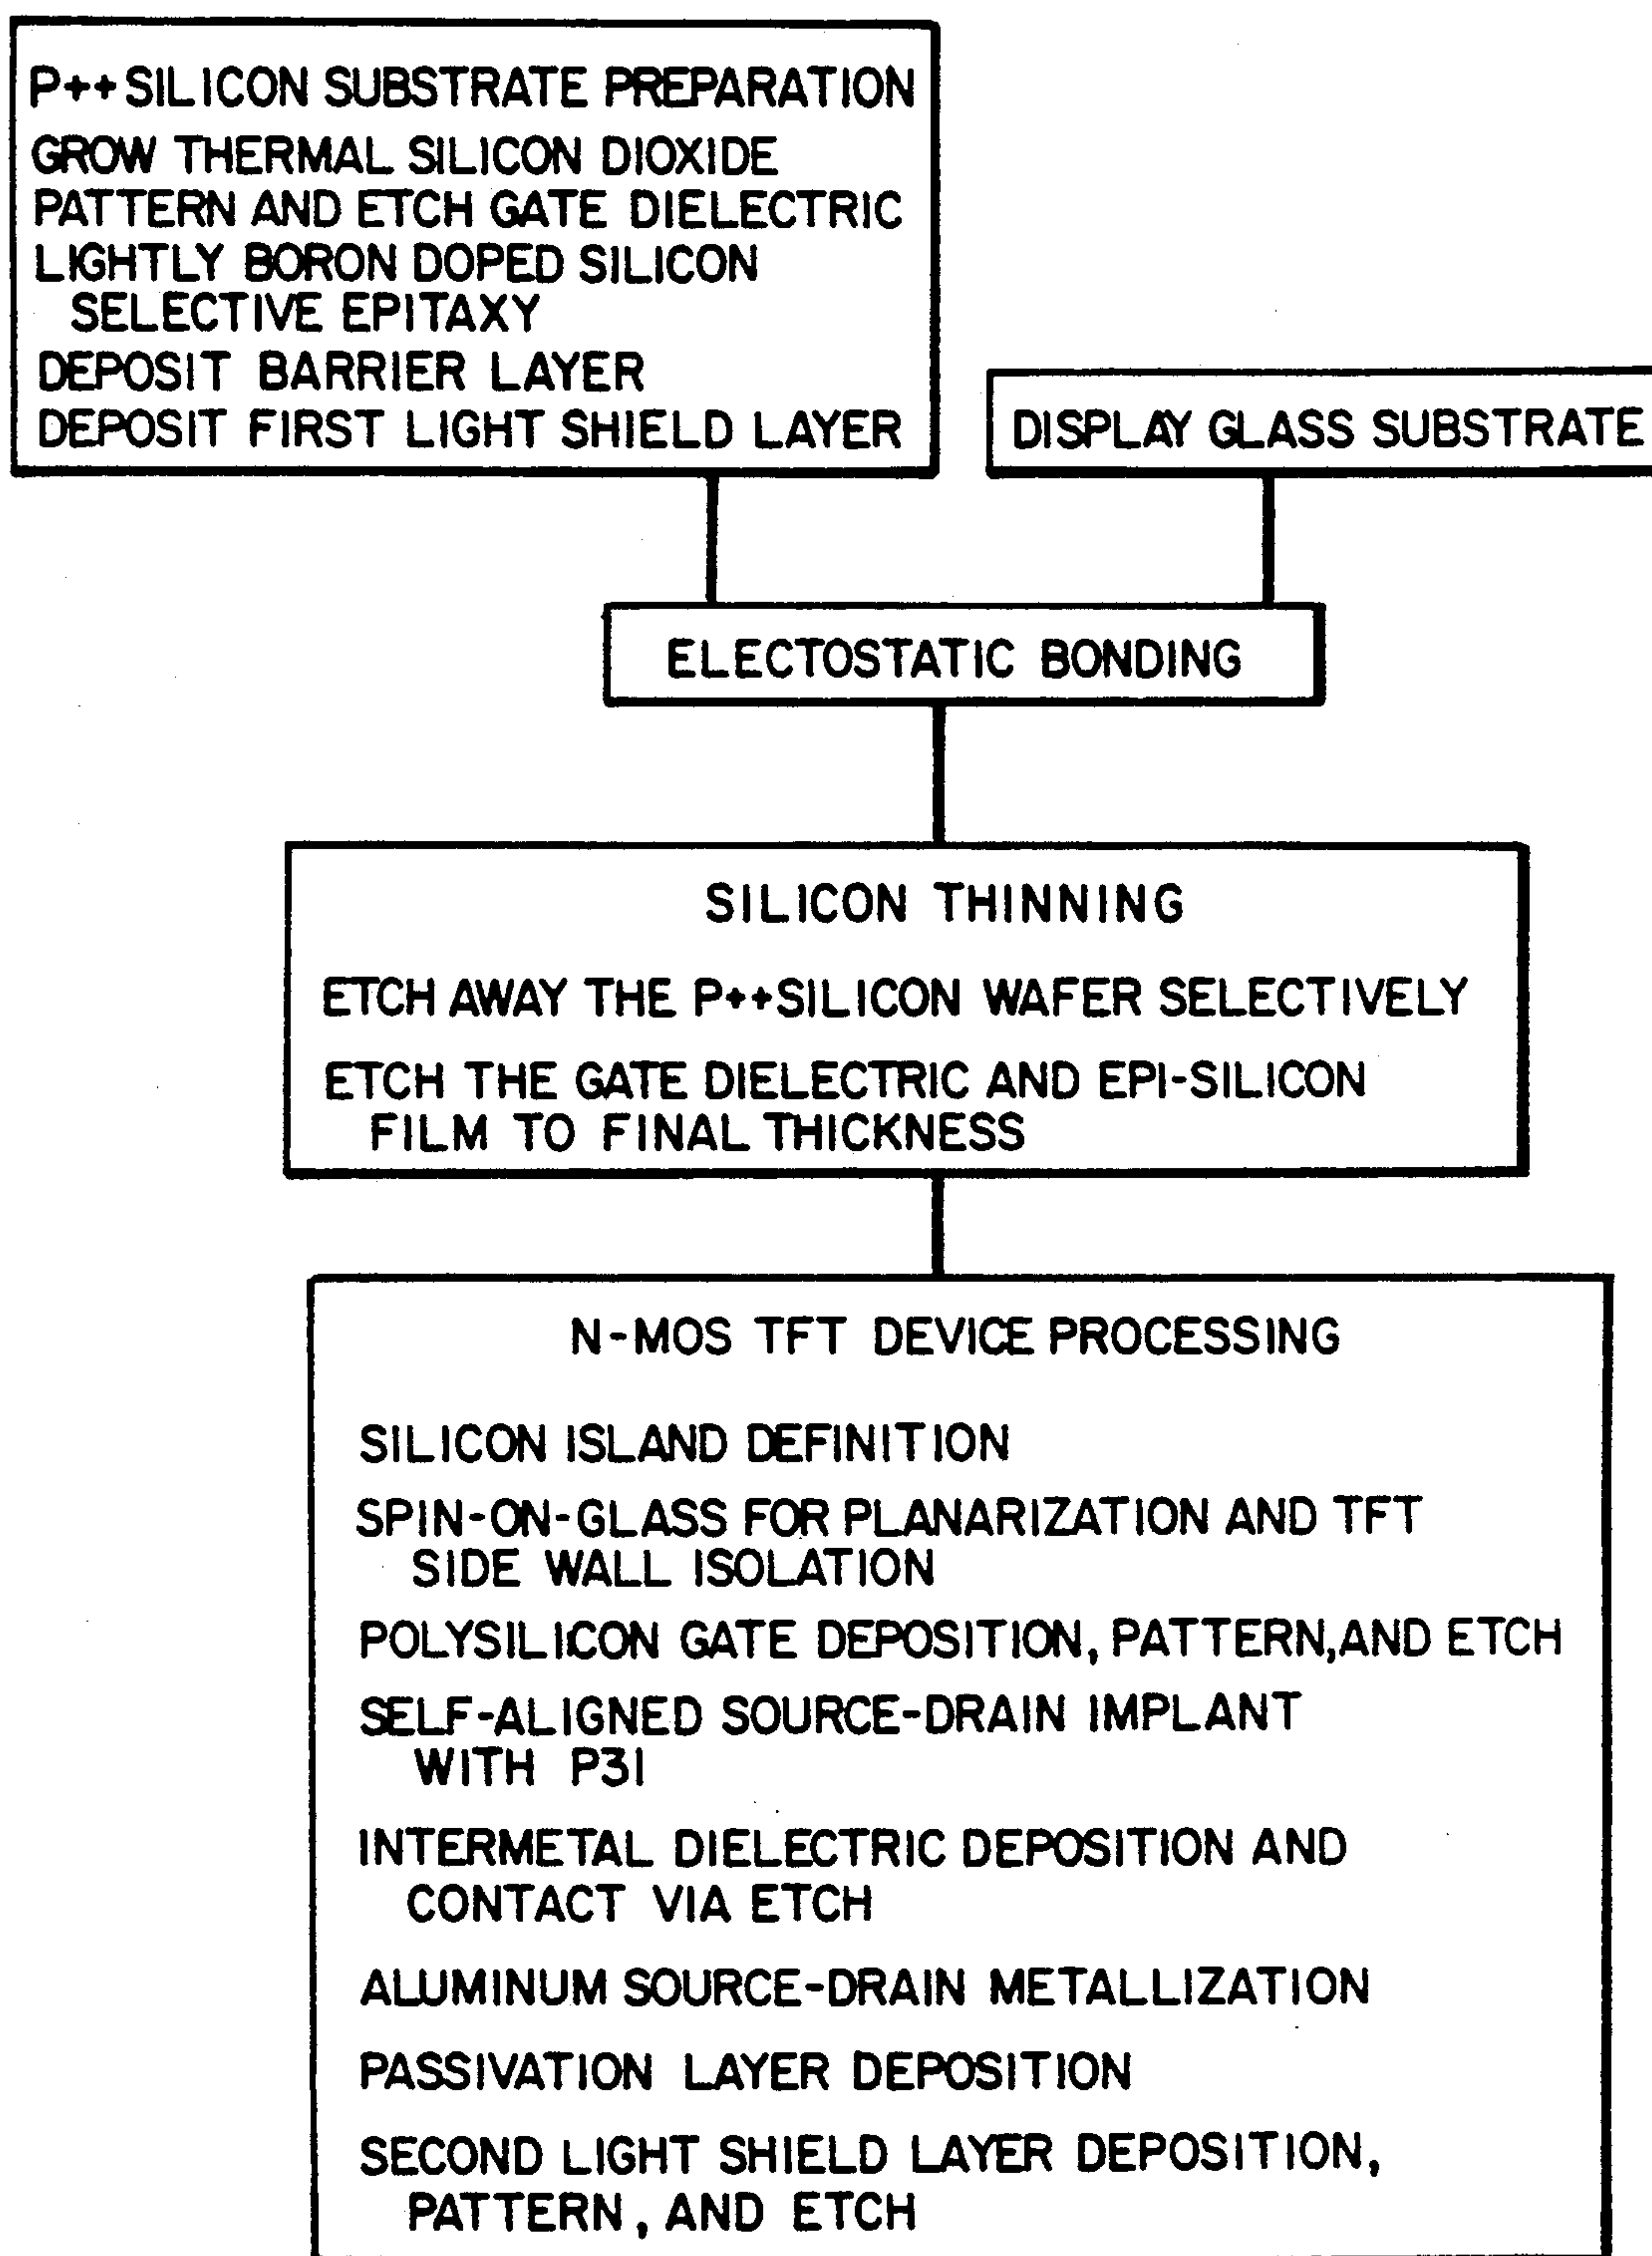 P++ SILICON SUBSTRATE PREPARATION
GROW THERMAL SILICON DIOXIDE
PATTERN AND ETCH GATE DIELECTRIC
LIGHTLY BORON DOPED SILICON
SELECTIVE EPITAXY
DEPOSIT BARRIER LAYER
DEPOSIT FIRST LIGHT SHIELD LAYER
DISPLAY GLASS SUBSTRATE
ELECTOSTATIC BONDING
SILICON THINNING
ETCH AWAY THE P++SILICON WAFER SELECTIVELY
ETCH THE GATE DIELECTRIC AND EPI-SILICON
FILM TO FINAL THICKNESS
N-MOS TFT DEVICE PROCESSING
SILICON ISLAND DEFINITION
SPIN-ON-GLASS FOR PLANARIZATION AND TFT
SIDE WALL ISOLATION
POLYSILICON GATE DEPOSITION, PATTERN,AND ETCH
SELF-ALIGNED SOURCE-DRAIN IMPLANT
WITH P31
INTERMETAL DIELECTRIC DEPOSITION AND
CONTACT VIA ETCH
ALUMINUM SOURCE-DRAIN METALLIZATION
PASSIVATION LAYER DEPOSITION
SECOND LIGHT SHIELD LAYER DEPOSITION,
PATTERN, AND ETCH